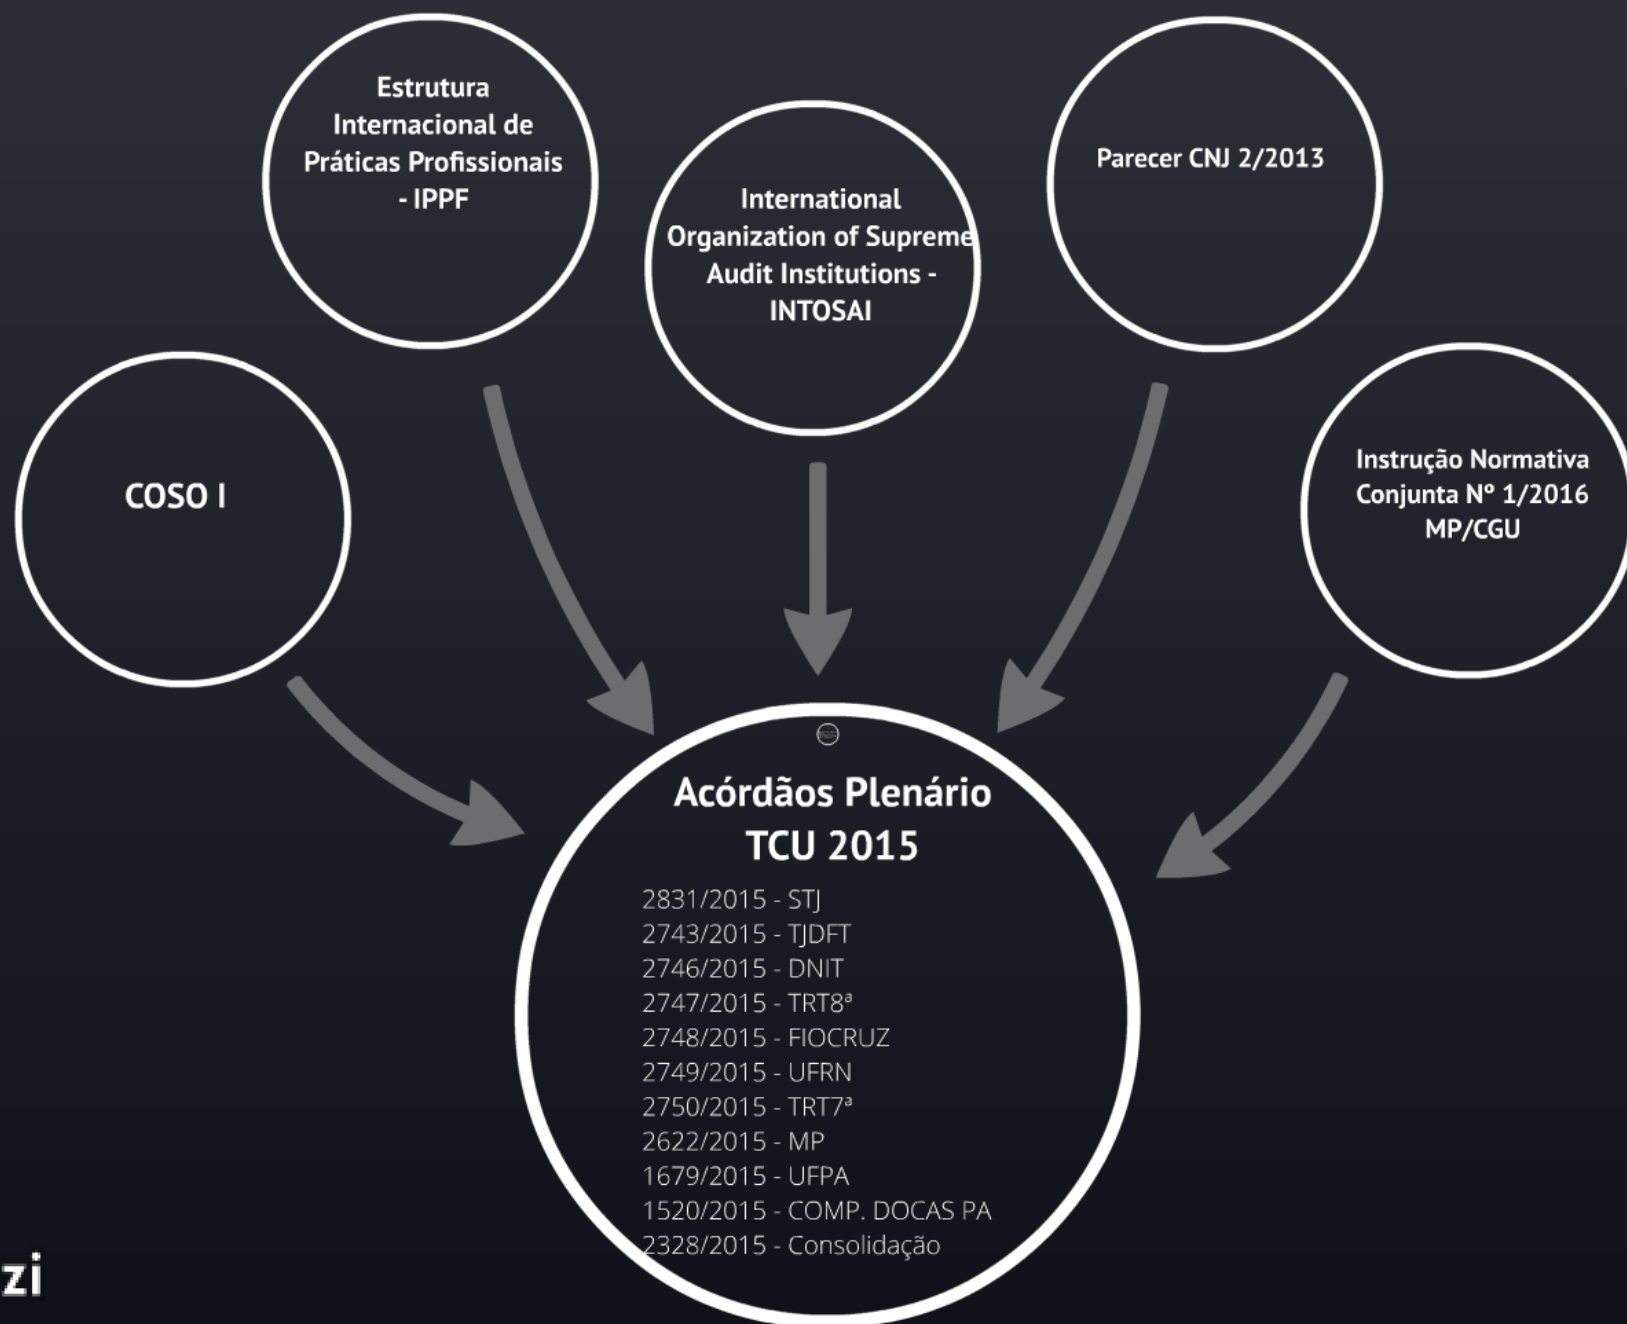 Estrutura
Internacional de
Práticas Profissionais
- IPPF
International
Organization of Supreme
Audit Institutions -
INTOSAI
Parecer CNJ 2/2013
COSO I
Instrução Normativa
Conjunta Nº 1/2016
MP/CGU
Acórdãos Plenário
TCU 2015
2831/2015 - STJ
2743/2015 - TJDFT
2746/2015 - DNIT
2747/2015 - TRT8ª
2748/2015 - FIOCRUZ
2749/2015 - UFRN
2750/2015 - TRT7ª
2622/2015 - MP
1679/2015 - UFPA
1520/2015 - COMP. DOCAS PA
2328/2015 - Consolidação
zi